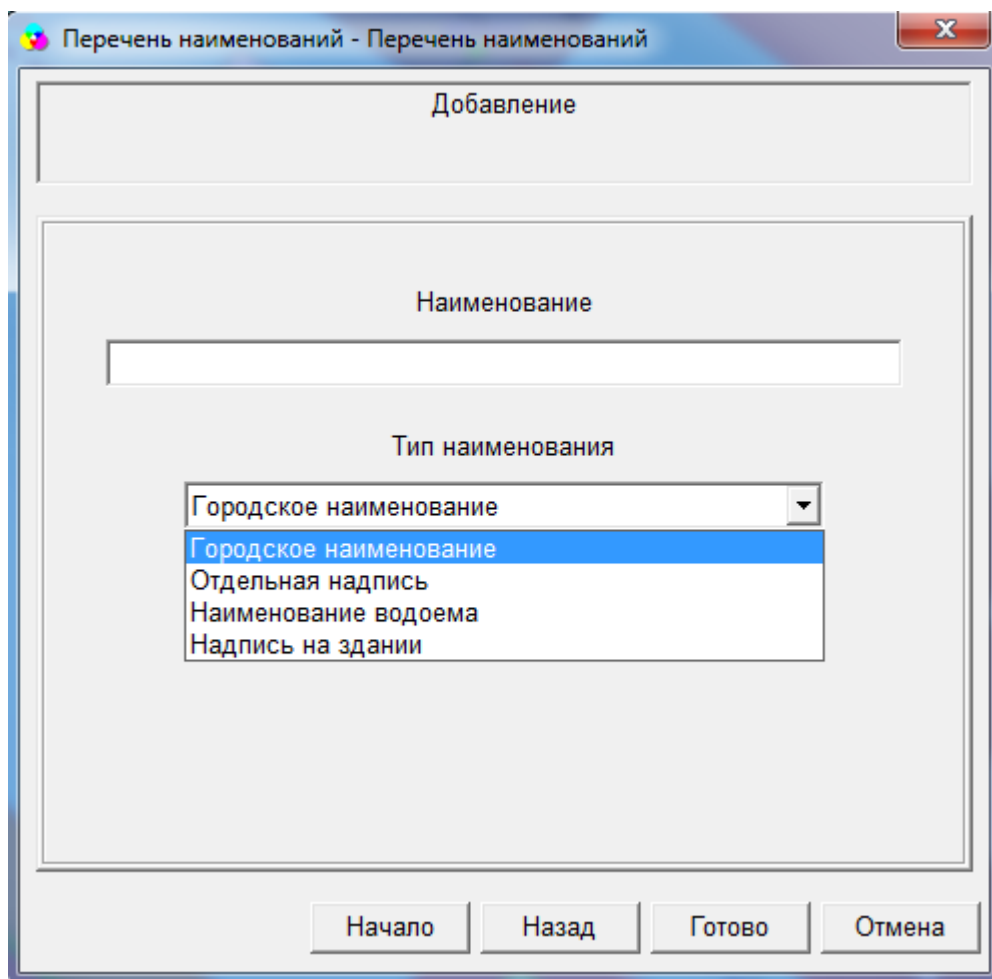 Перечень наименований - Перечень наименований
Добавление
Наименование
Тип наименования
Городское наименование
Городское наименование
Отдельная надпись
Наименование водоема
Надпись на здании
Начало Назад Готово Отмена